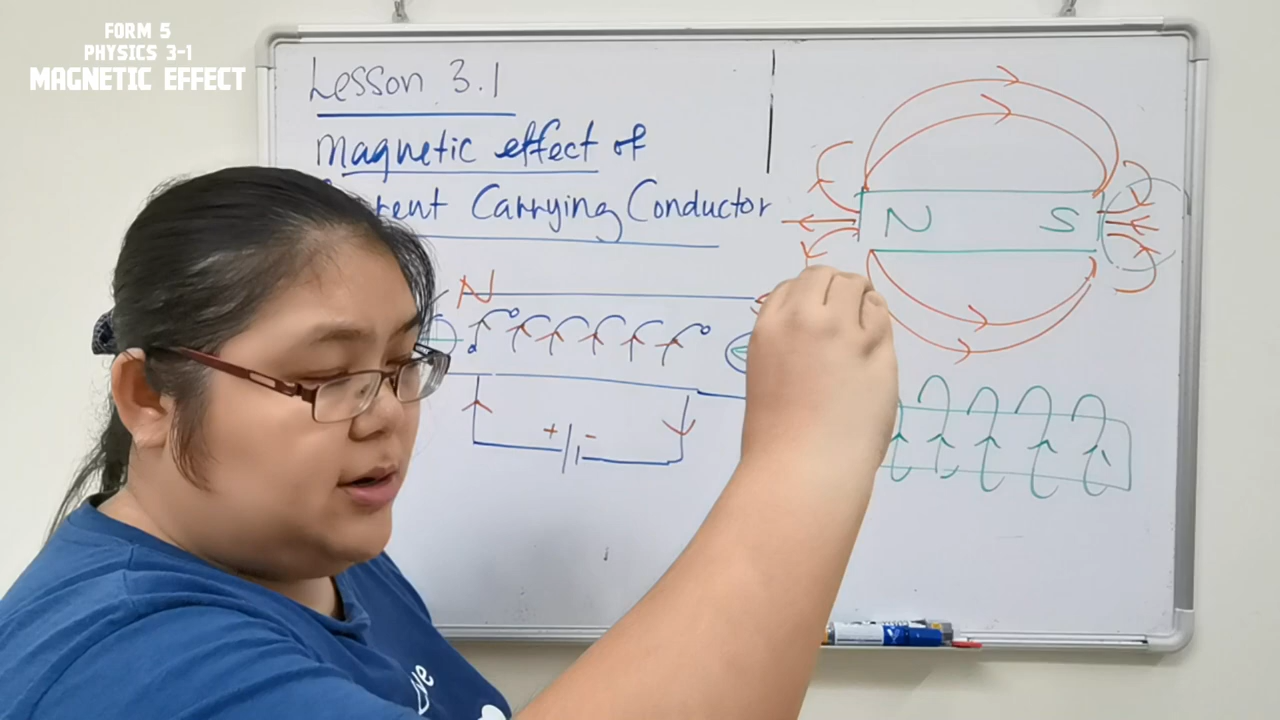 FORM 5
PHYSICS 3-1
MAGNETIC EFFECT
Lesson 3.1
Magnetic effect of
Carrying Conductor
N S
N
+ -